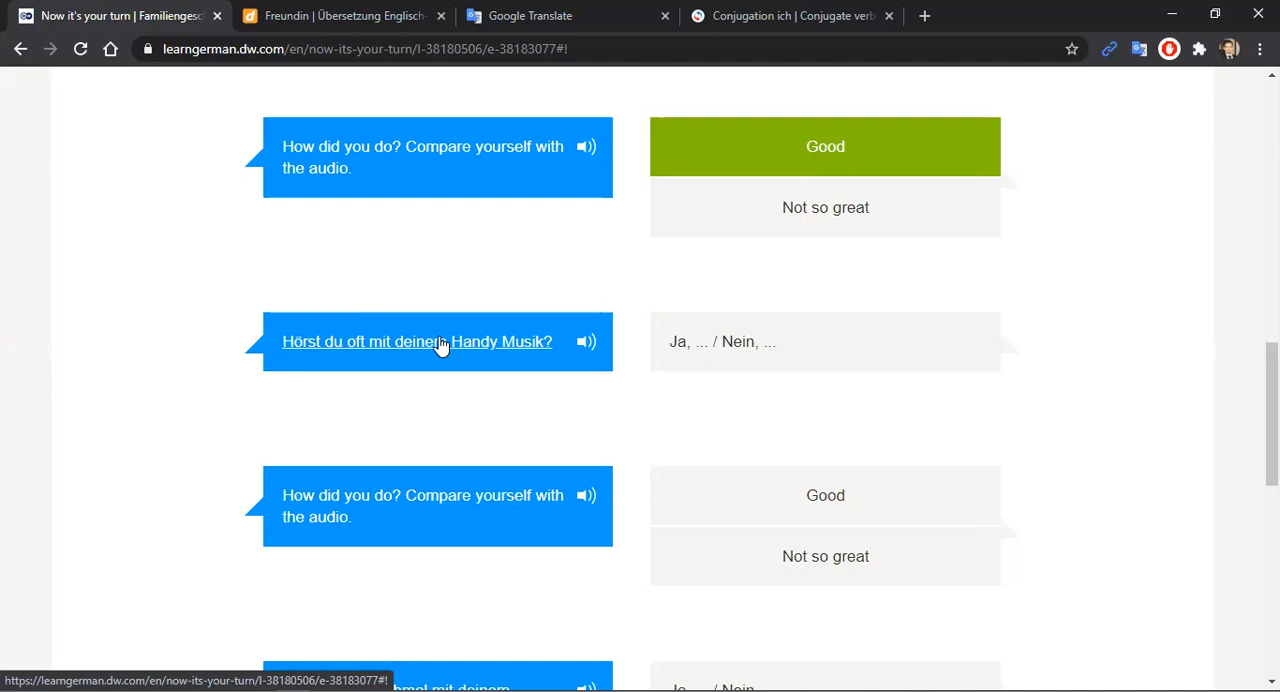 Now it's your turn | Familiengesc
Freundin | Übersetzung Englisch-
Google Translate
Conjugation ich | Conjugate verb
learngerman.dw.com/en/now-its-your-turn/l-38180506/e-38183077#!
How did you do? Compare yourself with
the audio.
Good
Not so great
Hörst du oft mit deinem Handy Musik?
Ja, ... / Nein, ...
How did you do? Compare yourself with
the audio.
Good
Not so great
deinem
Ja, ... / Nein
https://learngerman.dw.com/en/now-its-your-turn/l-38180506/e-38183077#!